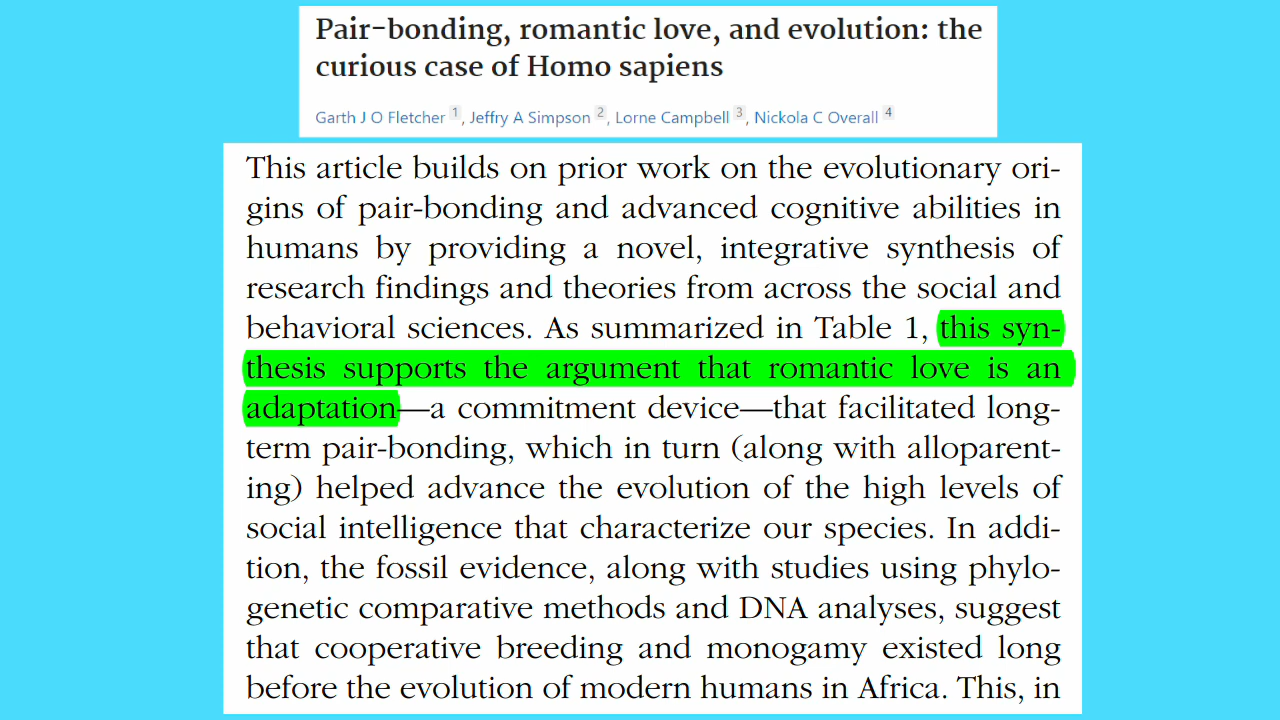 Pair-bonding, romantic love, and evolution: the
curious case of Homo sapiens
Garth J O Fletcher 1, Jeffry A Simpson 2, Lorne Campbell 3, Nickola C Overall 4
This article builds on prior work on the evolutionary ori-
gins of pair-bonding and advanced cognitive abilities in
humans by providing a novel, integrative synthesis of
research findings and theories from across the social and
behavioral sciences. As summarized in Table 1, this syn-
thesis supports the argument that romantic love is an
adaptation—a commitment device—that facilitated long-
term pair-bonding, which in turn (along with alloparent-
ing) helped advance the evolution of the high levels of
social intelligence that characterize our species. In addi-
tion, the fossil evidence, along with studies using phylo-
genetic comparative methods and DNA analyses, suggest
that cooperative breeding and monogamy existed long
before the evolution of modern humans in Africa. This, in